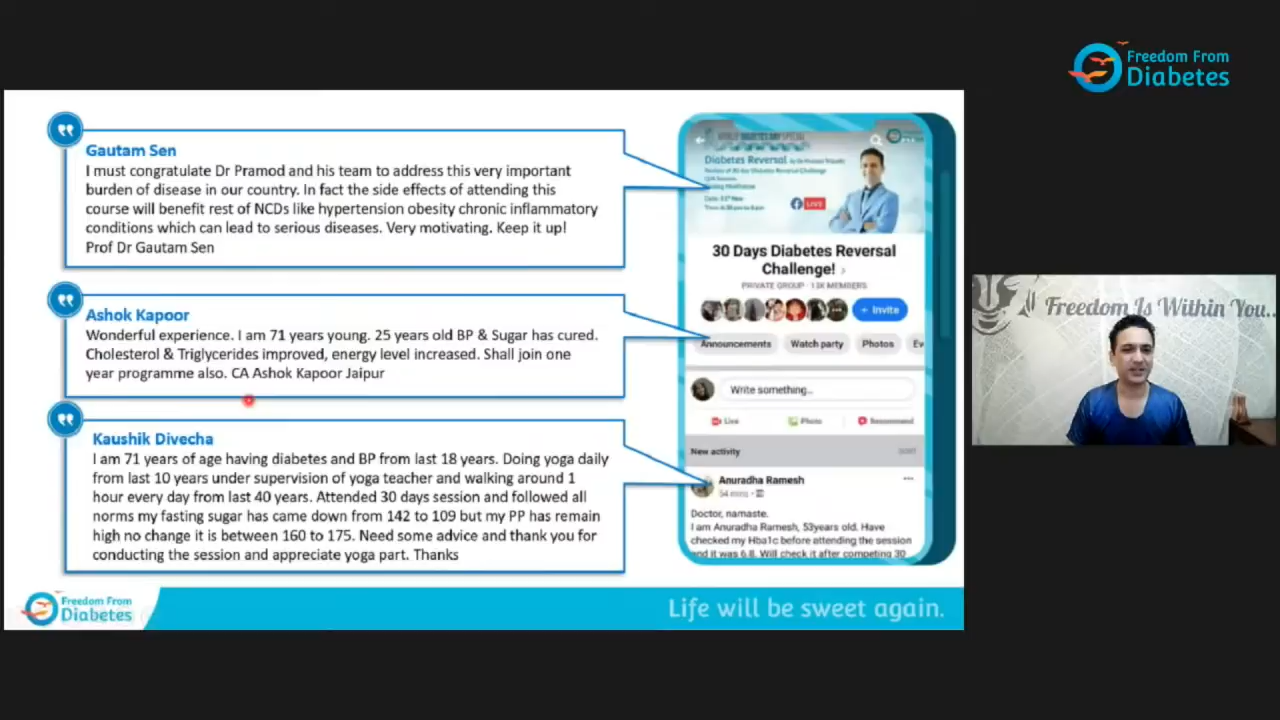 Freedom From
Diabetes
Gautam Sen
I must congratulate Dr Pramod and his team to address this very important
burden of disease in our country. In fact the side effects of attending this
course will benefit rest of NCDs like hypertension obesity chronic inflammatory
conditions which can lead to serious diseases. Very motivating. Keep it up!
Prof Dr Gautam Sen
Ashok Kapoor
Wonderful experience. I am 71 years young. 25 years old BP & Sugar has cured.
Cholesterol & Triglycerides improved, energy level increased. Shall join one
year programme also. CA Ashok Kapoor Jaipur
Kaushik Divecha
I am 71 years of age having diabetes and BP from last 18 years. Doing yoga daily
from last 10 years under supervision of yoga teacher and walking around 1
hour every day from last 40 years. Attended 30 days session and followed all
norms my fasting sugar has came down from 142 to 109 but my PP has remain
high no change it is between 160 to 175. Need some advice and thank you for
conducting the session and appreciate yoga part. Thanks
Diabetes Reversal
LIVE
30 Days Diabetes Reversal
Challenge!
PRIVATE GROUP · MEMBERS
+ Invite
Announcements Watch party Photos Ev
Write something...
Live Photo Recommend
New activity
SORT
Anuradha Ramesh
54 mins
Doctor, namaste.
I am Anuradha Ramesh, 53years old. Have
checked my Hba1c before attending the session
and it was 6.8. Will check it after competing 30
Freedom Is Within You..
Freedom From
Diabetes
Life will be sweet again.